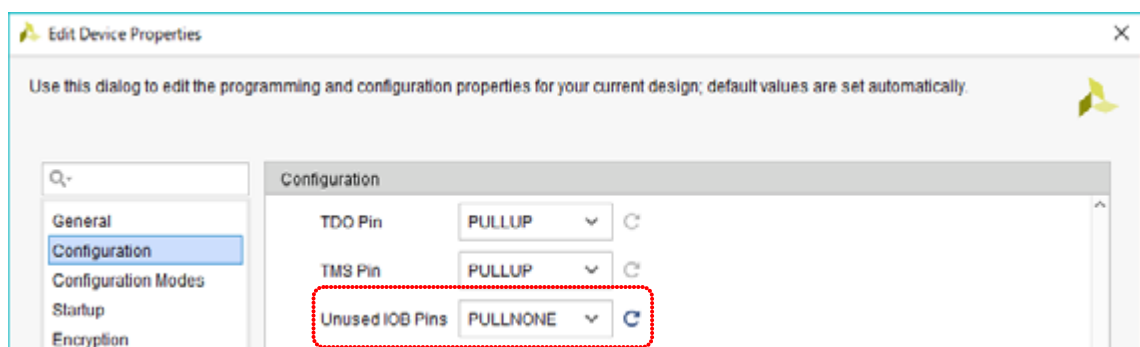 Edit Device Properties
Use this dialog to edit the programming and configuration properties for your current design; default values are set automatically.
Configuration
General
Configuration
Configuration Modes
Startup
Encryption
TDO Pin PULLUP
TMS Pin PULLUP
Unused IOB Pins PULLNONE